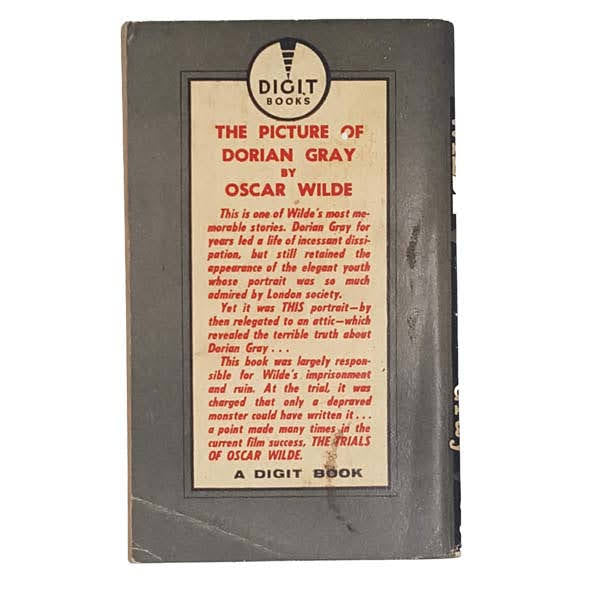 DIGIT
BOOKS
THE PICTURE OF
DORIAN GRAY
BY
OSCAR WILDE
This is one of Wilde's most me-
morable stories. Dorian Gray for
years led a life of incessant dissi-
pation, but still retained the
appearance of the elegant youth
whose portrait was so much
admired by London society.
Yet it was THIS portrait—by
then relegated to an attic—which
revealed the terrible truth about
Dorian Gray . . .
This book was largely respon-
sible for Wilde's imprisonment
and ruin. At the trial, it was
charged that only a depraved
monster could have written it . . .
a point made many times in the
current film success, THE TRIALS
OF OSCAR WILDE.
A DIGIT BOOK